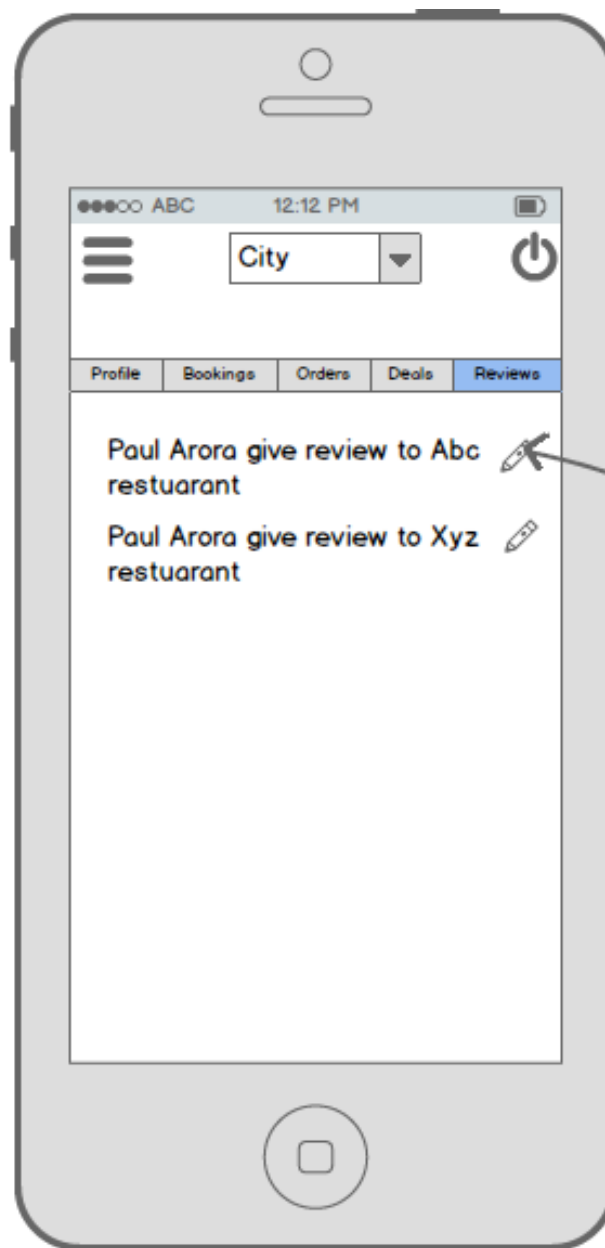 ABC 12:12 PM
City
Profile Bookings Orders Deals Reviews
Paul Arora give review to Abc
restuarant
Paul Arora give review to Xyz
restuarant